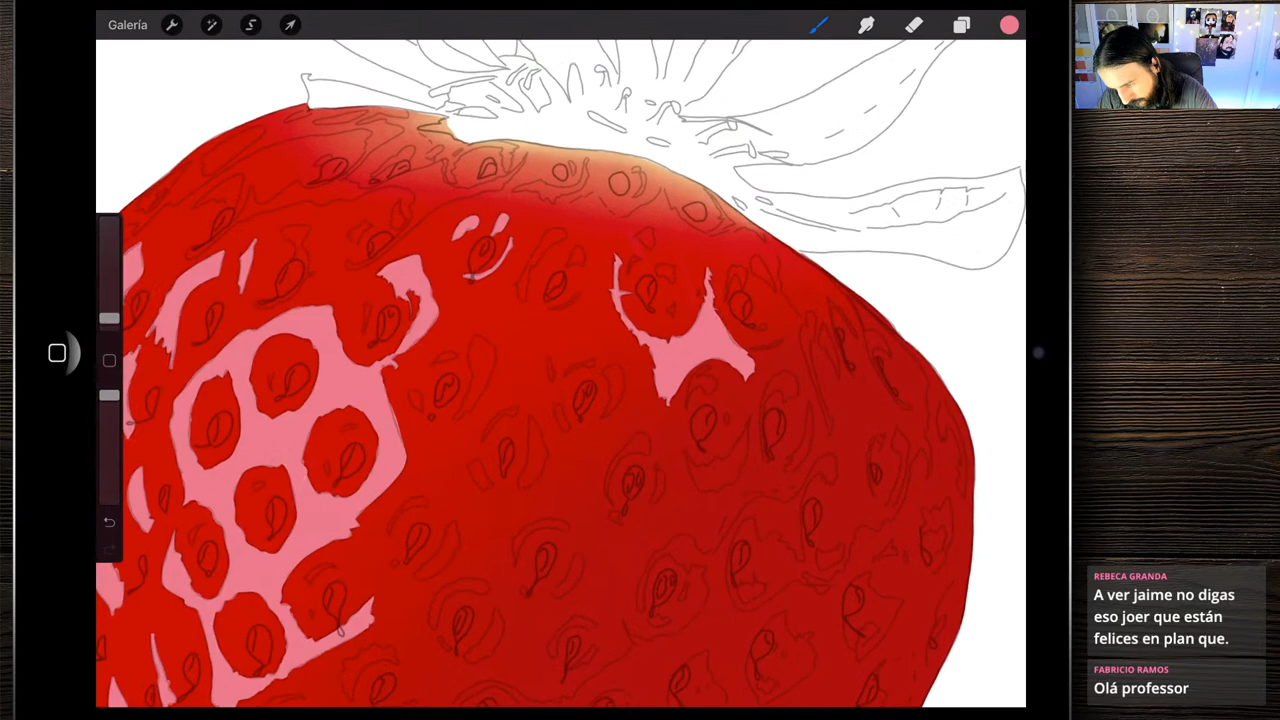 Galería
REBECA GRANDA
A ver jaime no digas
eso joer que están
felices en plan que.
FABRICIO RAMOS
Olá professor